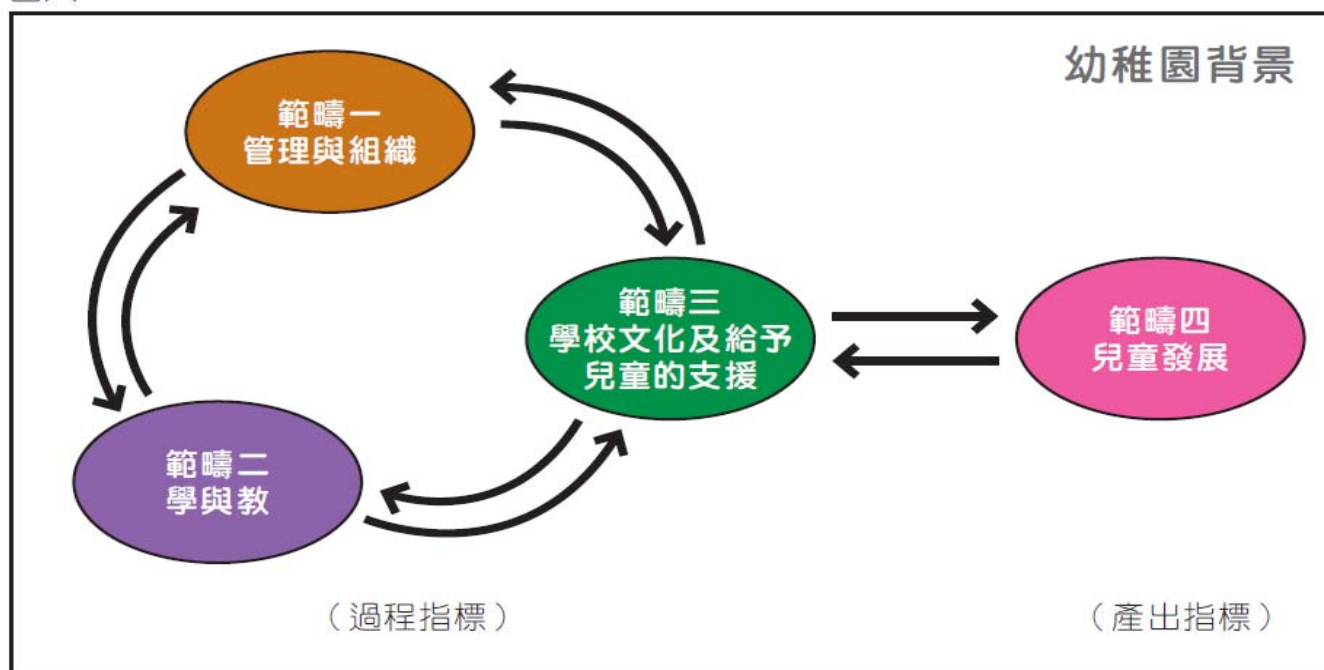 幼稚園背景
範疇一
管理與組織
範疇三
學校文化及給予
兒童的支援
範疇四
兒童發展
範疇二
學與教
（過程指標）
（產出指標）